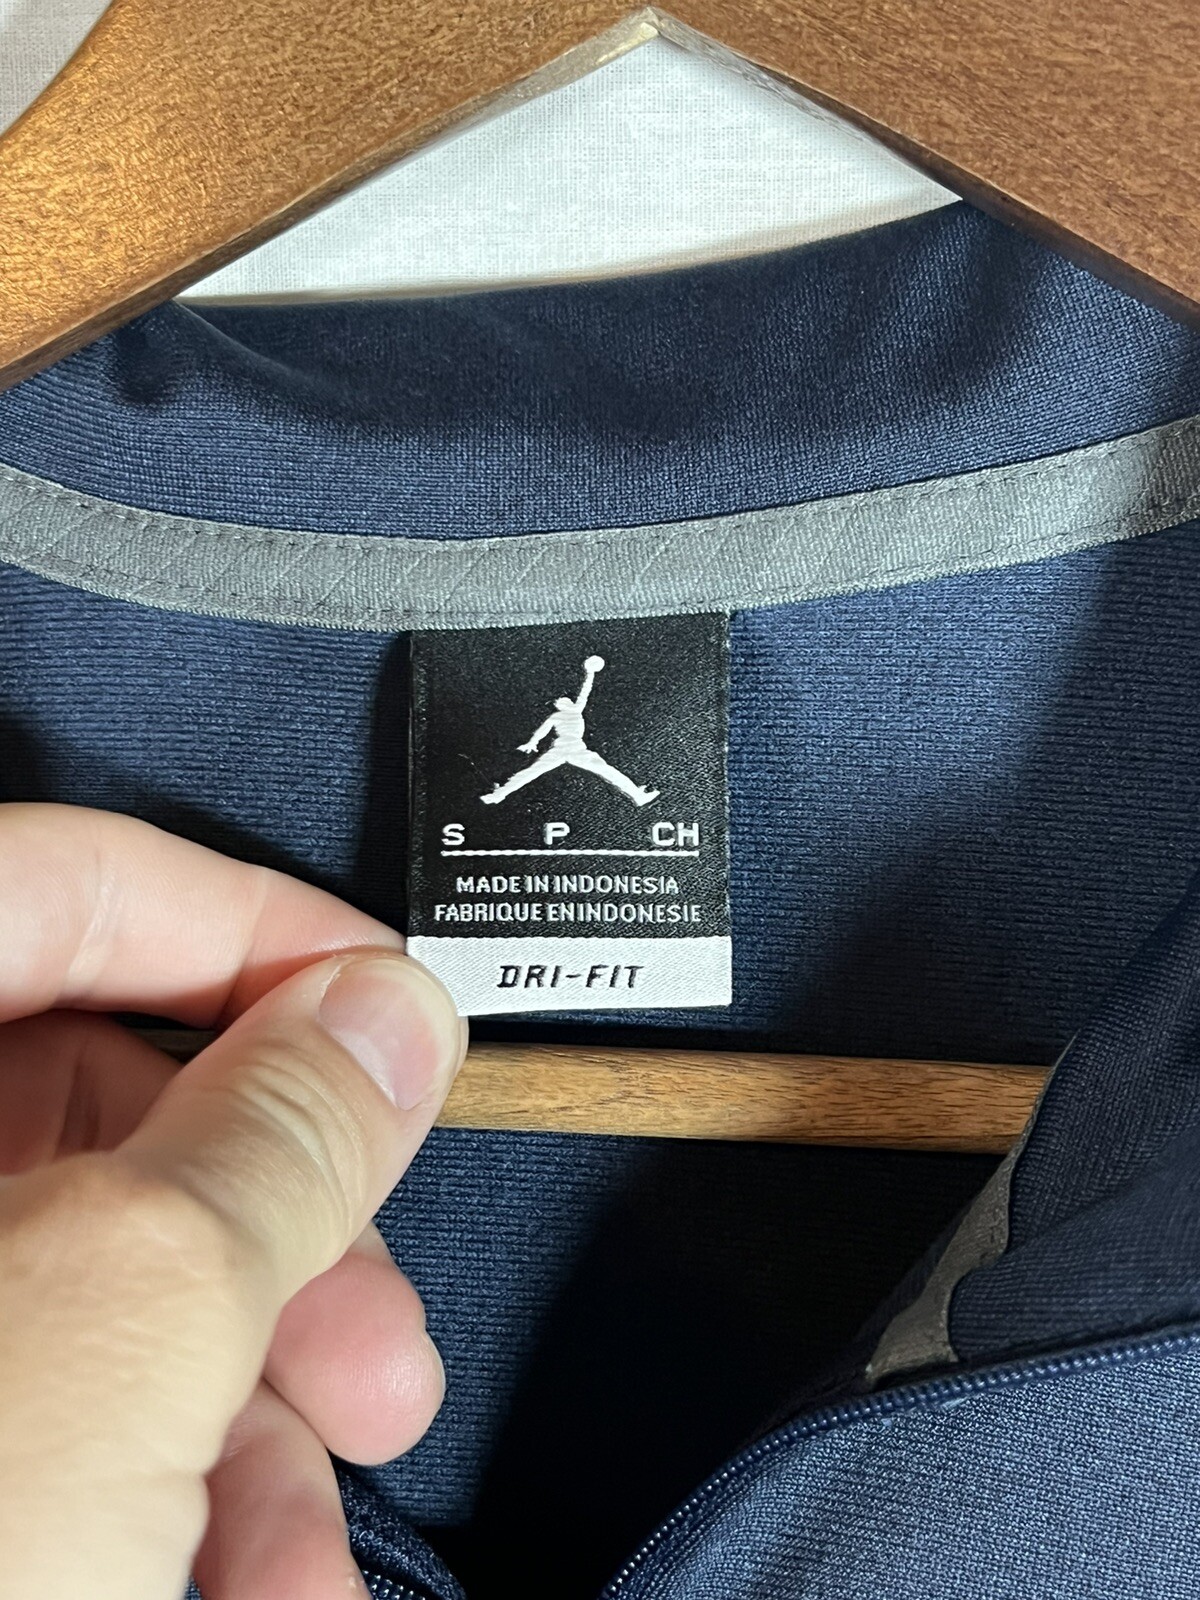 S P CH
MADE IN INDONESIA
FABRIQUE EN INDONESIE
DRI-FIT